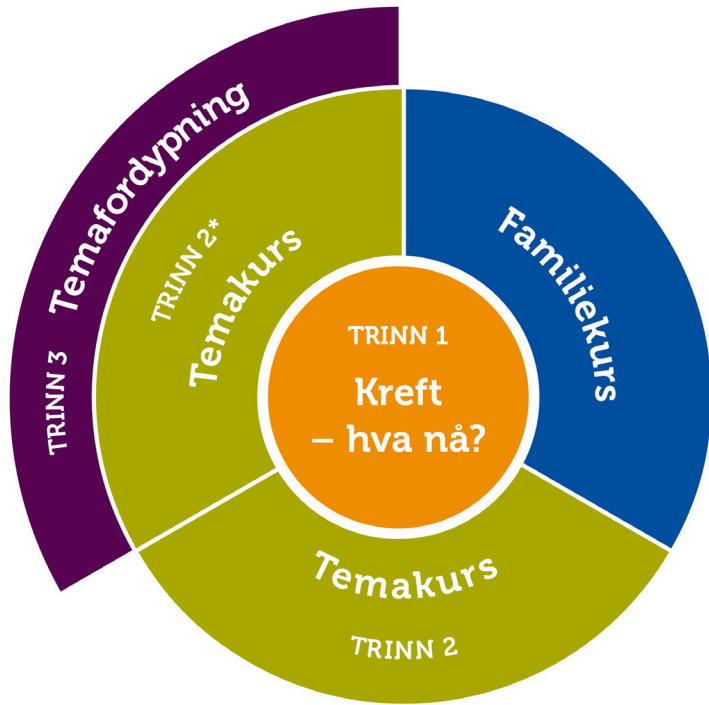 TRINN 1
Kreft
– hva nå?
Familiekurs
Temakurs
TRINN 2
TRINN 2*
Temakurs
TRINN 3
Temafordypning